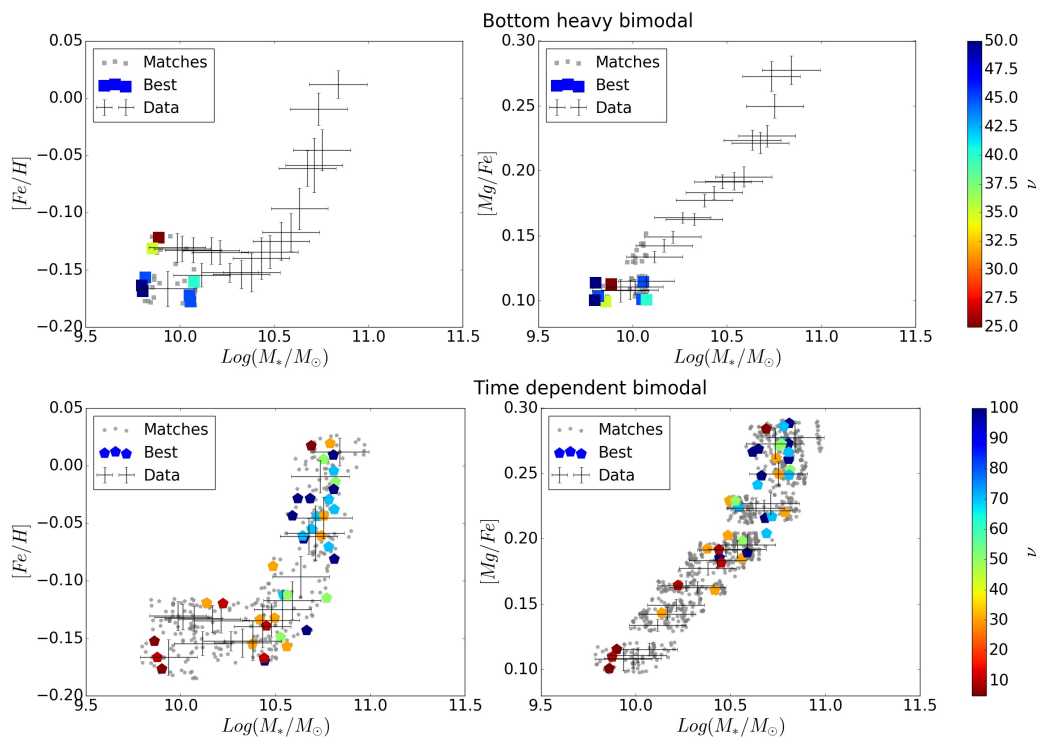 Bottom heavy bimodal
0.05
0.00
−0.05
−0.10
−0.15
−0.20
[Fe/H]
Matches
Best
Data
9.5 10.0 10.5 11.0 11.5
Log(M*/M⊙)
0.30
0.25
0.20
0.15
0.10
[Mg/Fe]
Matches
Best
Data
9.5 10.0 10.5 11.0 11.5
Log(M*/M⊙)
50.0
47.5
45.0
42.5
40.0
37.5
35.0
32.5
30.0
27.5
25.0
ν
Time dependent bimodal
0.05
0.00
−0.05
−0.10
−0.15
−0.20
[Fe/H]
Matches
Best
Data
9.5 10.0 10.5 11.0 11.5
Log(M*/M⊙)
0.30
0.25
0.20
0.15
0.10
[Mg/Fe]
Matches
Best
Data
9.5 10.0 10.5 11.0 11.5
Log(M*/M⊙)
100
90
80
70
60
50
40
30
20
10
ν